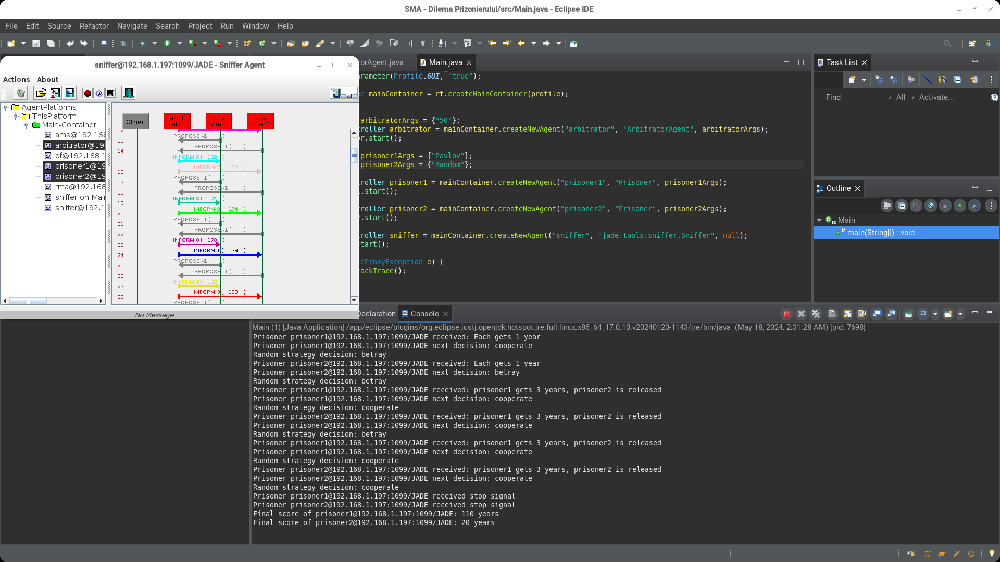 SMA - Dilema Prizonierului/src/Main.java - Eclipse IDE
File Edit Source Refactor Navigate Search Project Run Window Help
sniffer@192.168.1.197:1099/JADE - Sniffer Agent
Actions About
Jade
AgentPlatforms
ThisPlatform
Main-Container
ams@192.168
arbitrator@19
df@192.168.1
prisoner1@19
prisoner2@19
rma@192.168
sniffer-on-Mai
sniffer@192.1
Other
arbit
rator
pris
oner1
pris
oner2
12
PROPOSE:-1 ( )
13
PROPOSE:-1 ( )
14
INFORM:6 ( 169 )
15
INFORM:7 ( 170 )
16
PROPOSE:-1 ( )
17
PROPOSE:-1 ( )
18
INFORM:8 ( 174 )
19
INFORM:9 ( 174 )
20
PROPOSE:-1 ( )
21
PROPOSE:-1 ( )
22
INFORM:0 ( 178 )
23
INFORM:1 ( 179 )
24
PROPOSE:-1 ( )
25
PROPOSE:-1 ( )
26
INFORM:2 ( 182 )
27
INFORM:3 ( 183 )
28
PROPOSE:-1 ( )
No Message
orAgent.java
Main.java
arameter(Profile.GUI, "true");
r mainContainer = rt.createMainContainer(profile);
arbitratorArgs = {"50"};
roller arbitrator = mainContainer.createNewAgent("arbitrator", "ArbitratorAgent", arbitratorArgs);
r.start();
prisoner1Args = {"Pavlov"};
prisoner2Args = {"Random"};
roller prisoner1 = mainContainer.createNewAgent("prisoner1", "Prisoner", prisoner1Args);
.start();
roller prisoner2 = mainContainer.createNewAgent("prisoner2", "Prisoner", prisoner2Args);
.start();
roller sniffer = mainContainer.createNewAgent("sniffer", "jade.tools.sniffer.Sniffer", null);
tart();
eProxyException e) {
ackTrace();
Task List
Find All Activate...
Outline
Main
main(String[]) : void
Declaration
Console
Main (1) [Java Application] /app/eclipse/plugins/org.eclipse.justj.openjdk.hotspot.jre.full.linux.x86_64_17.0.10.v20240120-1143/jre/bin/java (May 18, 2024, 2:31:28 AM) [pid: 7698]
Prisoner prisoner1@192.168.1.197:1099/JADE received: Each gets 1 year
Prisoner prisoner1@192.168.1.197:1099/JADE next decision: cooperate
Random strategy decision: betray
Prisoner prisoner2@192.168.1.197:1099/JADE received: Each gets 1 year
Prisoner prisoner2@192.168.1.197:1099/JADE next decision: betray
Random strategy decision: betray
Prisoner prisoner1@192.168.1.197:1099/JADE received: prisoner1 gets 3 years, prisoner2 is released
Prisoner prisoner1@192.168.1.197:1099/JADE next decision: cooperate
Random strategy decision: cooperate
Prisoner prisoner2@192.168.1.197:1099/JADE received: prisoner1 gets 3 years, prisoner2 is released
Prisoner prisoner2@192.168.1.197:1099/JADE next decision: cooperate
Random strategy decision: betray
Prisoner prisoner1@192.168.1.197:1099/JADE received: prisoner1 gets 3 years, prisoner2 is released
Prisoner prisoner1@192.168.1.197:1099/JADE next decision: cooperate
Random strategy decision: cooperate
Prisoner prisoner2@192.168.1.197:1099/JADE received: prisoner1 gets 3 years, prisoner2 is released
Prisoner prisoner2@192.168.1.197:1099/JADE next decision: cooperate
Random strategy decision: cooperate
Prisoner prisoner1@192.168.1.197:1099/JADE received stop signal
Prisoner prisoner2@192.168.1.197:1099/JADE received stop signal
Final score of prisoner1@192.168.1.197:1099/JADE: 110 years
Final score of prisoner2@192.168.1.197:1099/JADE: 20 years